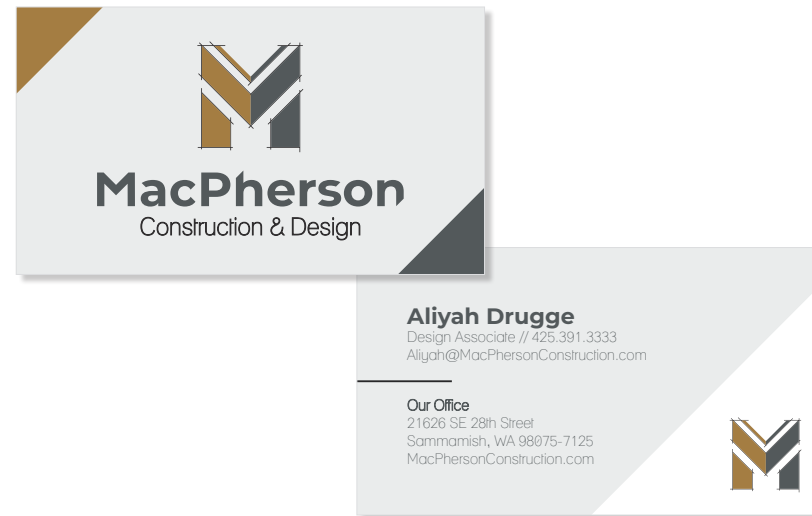 MacPherson
Construction & Design
Aliyah Drugge
Design Associate // 425.391.3333
Aliyah@MacPhersonConstruction.com
Our Office
21626 SE 28th Street
Sammamish, WA 98075-7125
MacPhersonConstruction.com